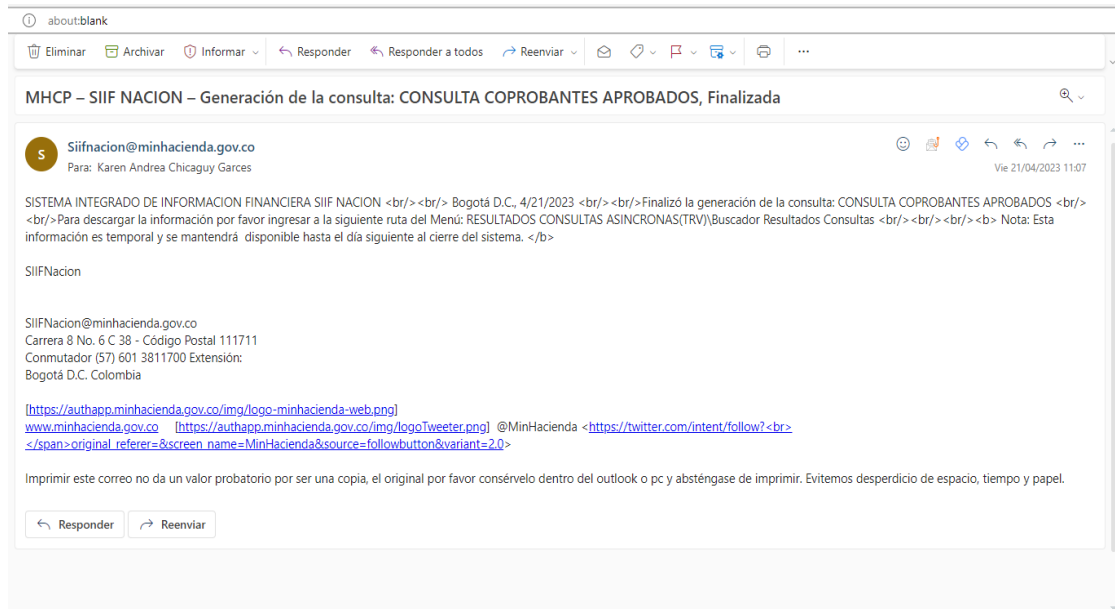 about:blank
Eliminar Archivar Informar Responder Responder a todos Reenviar ...
MHCP – SIIF NACION – Generación de la consulta: CONSULTA COPROBANTES APROBADOS, Finalizada
S
Siifnacion@minhacienda.gov.co
Para: Karen Andrea Chicaguy Garces
Vie 21/04/2023 11:07
SISTEMA INTEGRADO DE INFORMACION FINANCIERA SIIF NACION <br/><br/> Bogotá D.C., 4/21/2023 <br/><br/>Finalizó la generación de la consulta: CONSULTA COPROBANTES APROBADOS <br/>
<br/>Para descargar la información por favor ingresar a la siguiente ruta del Menú: RESULTADOS CONSULTAS ASINCRONAS(TRV)\Buscador Resultados Consultas <br/><br/><br/><b> Nota: Esta
información es temporal y se mantendrá disponible hasta el día siguiente al cierre del sistema. </b>
SIIFNacion
SIIFNacion@minhacienda.gov.co
Carrera 8 No. 6 C 38 - Código Postal 111711
Conmutador (57) 601 3811700 Extensión:
Bogotá D.C. Colombia
[https://authapp.minhacienda.gov.co/img/logo-minhacienda-web.png]
www.minhacienda.gov.co [https://authapp.minhacienda.gov.co/img/logoTweeter.png] @MinHacienda <https://twitter.com/intent/follow?<br>
</span>original_referer=&screen_name=MinHacienda&source=followbutton&variant=2.0>
Imprimir este correo no da un valor probatorio por ser una copia, el original por favor consérvelo dentro del outlook o pc y absténgase de imprimir. Evitemos desperdicio de espacio, tiempo y papel.
Responder Reenviar